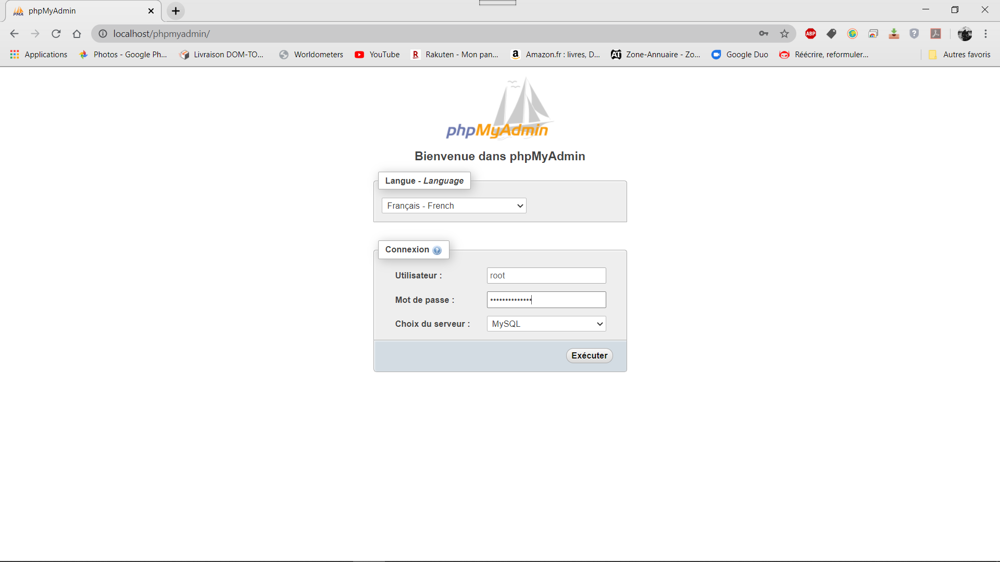 phpMyAdmin
localhost/phpmyadmin/
ABP
Applications
Photos - Google Ph...
Livraison DOM-TO...
Worldometers
YouTube
Rakuten - Mon pan...
Amazon.fr : livres, D...
Zone-Annuaire - Zo...
Google Duo
Réécrire, reformuler...
Autres favoris
phpMyAdmin
Bienvenue dans phpMyAdmin
Langue - Language
Français - French
Connexion
Utilisateur :
root
Mot de passe :
••••••••••••••
Choix du serveur :
MySQL
Exécuter